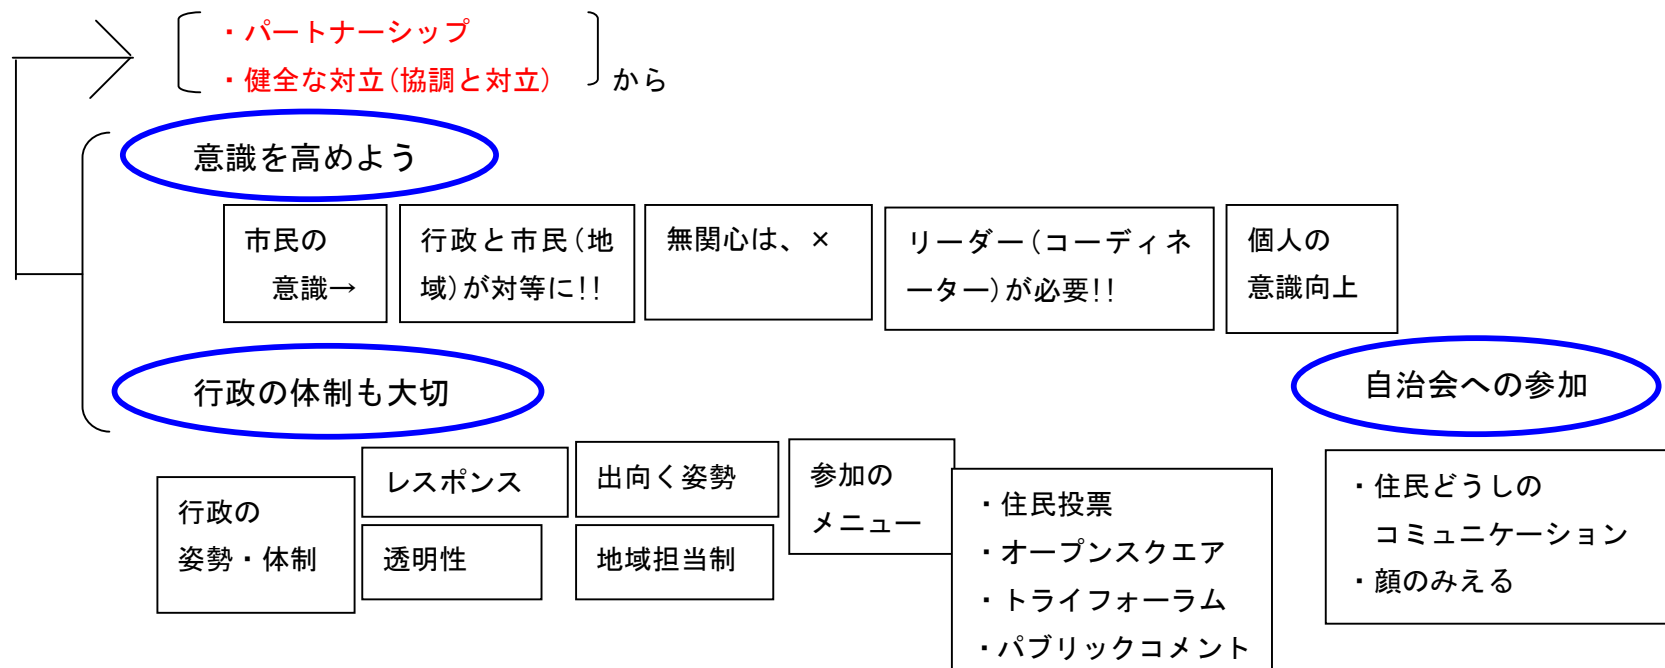 ・パートナーシップ
・健全な対立(協調と対立)
から
意識を高めよう
市民の
意識→
行政と市民(地
域)が対等に!!
無関心は、×
リーダー(コーディネ
ーター)が必要!!
個人の
意識向上
行政の体制も大切
自治会への参加
行政の
姿勢・体制
レスポンス
透明性
出向く姿勢
地域担当制
参加の
メニュー
・住民投票
・オープンスクエア
・トライフォーラム
・パブリックコメント
・住民どうしの
コミュニケーション
・顔のみえる